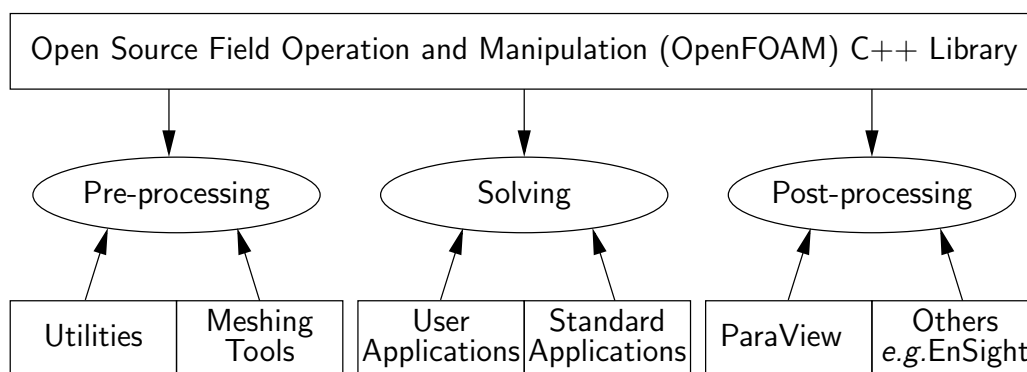 Open Source Field Operation and Manipulation (OpenFOAM) C++ Library
Pre-processing
Solving
Post-processing
Utilities
Meshing
Tools
User
Applications
Standard
Applications
ParaView
Others
e.g.EnSight